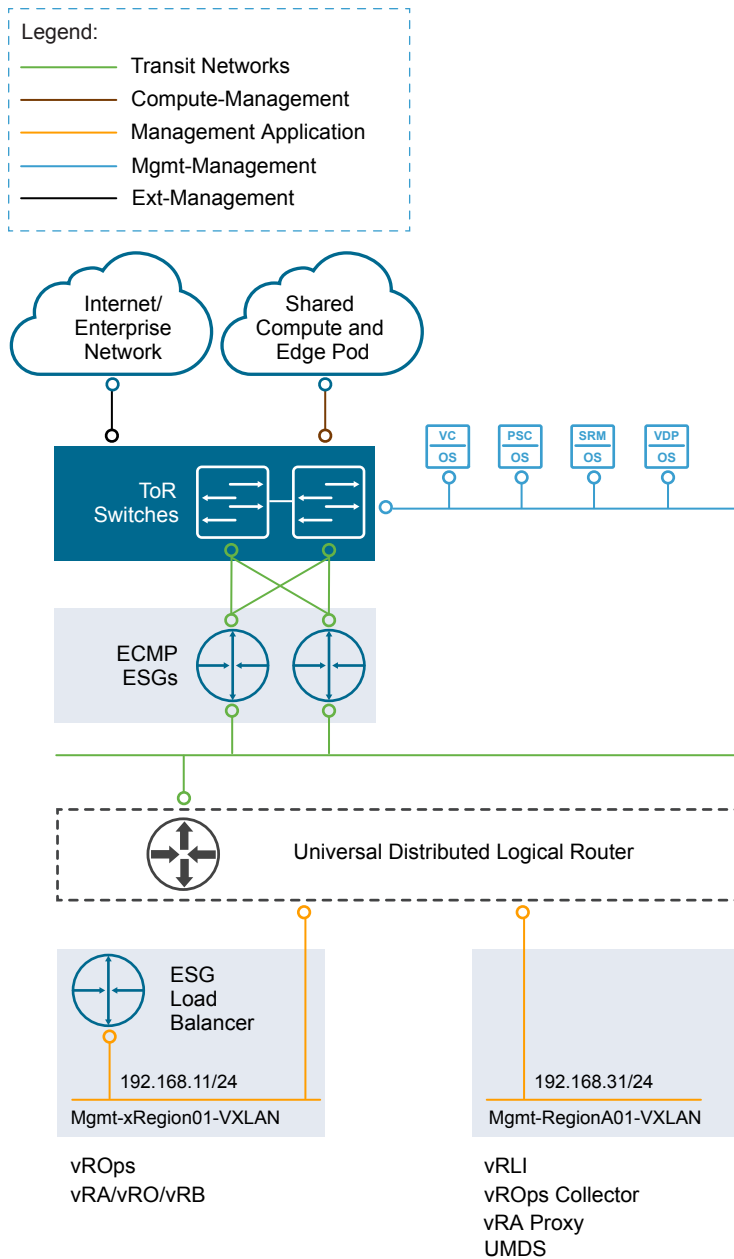 Legend:
Transit Networks
Compute-Management
Management Application
Mgmt-Management
Ext-Management
Internet/
Enterprise
Network
Shared
Compute and
Edge Pod
VC
OS
PSC
OS
SRM
OS
VDP
OS
ToR
Switches
ECMP
ESGs
Universal Distributed Logical Router
ESG
Load
Balancer
192.168.11/24
Mgmt-xRegion01-VXLAN
192.168.31/24
Mgmt-RegionA01-VXLAN
vROps
vRA/vRO/vRB
vRLI
vROps Collector
vRA Proxy
UMDS